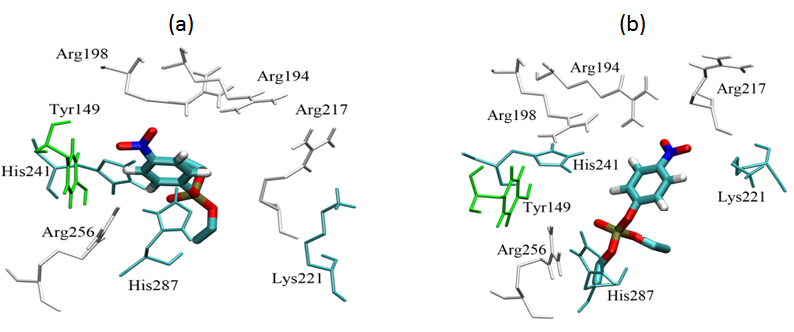 (a)
Arg198
Arg194
Tyr149
Arg217
His241
Arg256
His287
Lys221
(b)
Arg194
Arg217
Arg198
His241
Lys221
Tyr149
Arg256
His287